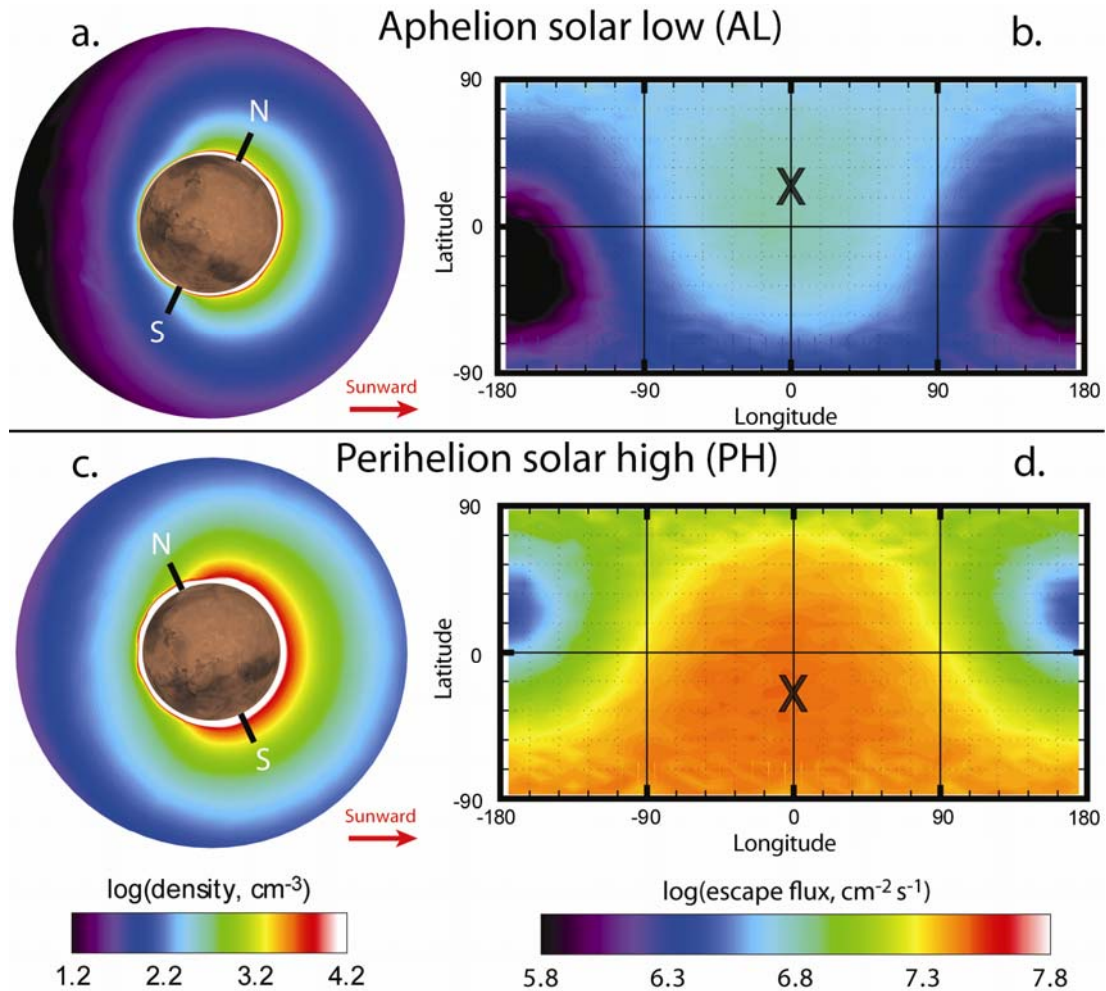 a.
Aphelion solar low (AL)
b.
N
S
Sunward
90
0
-90
Latitude
X
-180
-90
0
90
180
Longitude
c.
Perihelion solar high (PH)
d.
N
S
Sunward
90
0
-90
Latitude
X
-180
-90
0
90
180
Longitude
log(density, cm⁻³)
1.2 2.2 3.2 4.2
log(escape flux, cm⁻² s⁻¹)
5.8 6.3 6.8 7.3 7.8